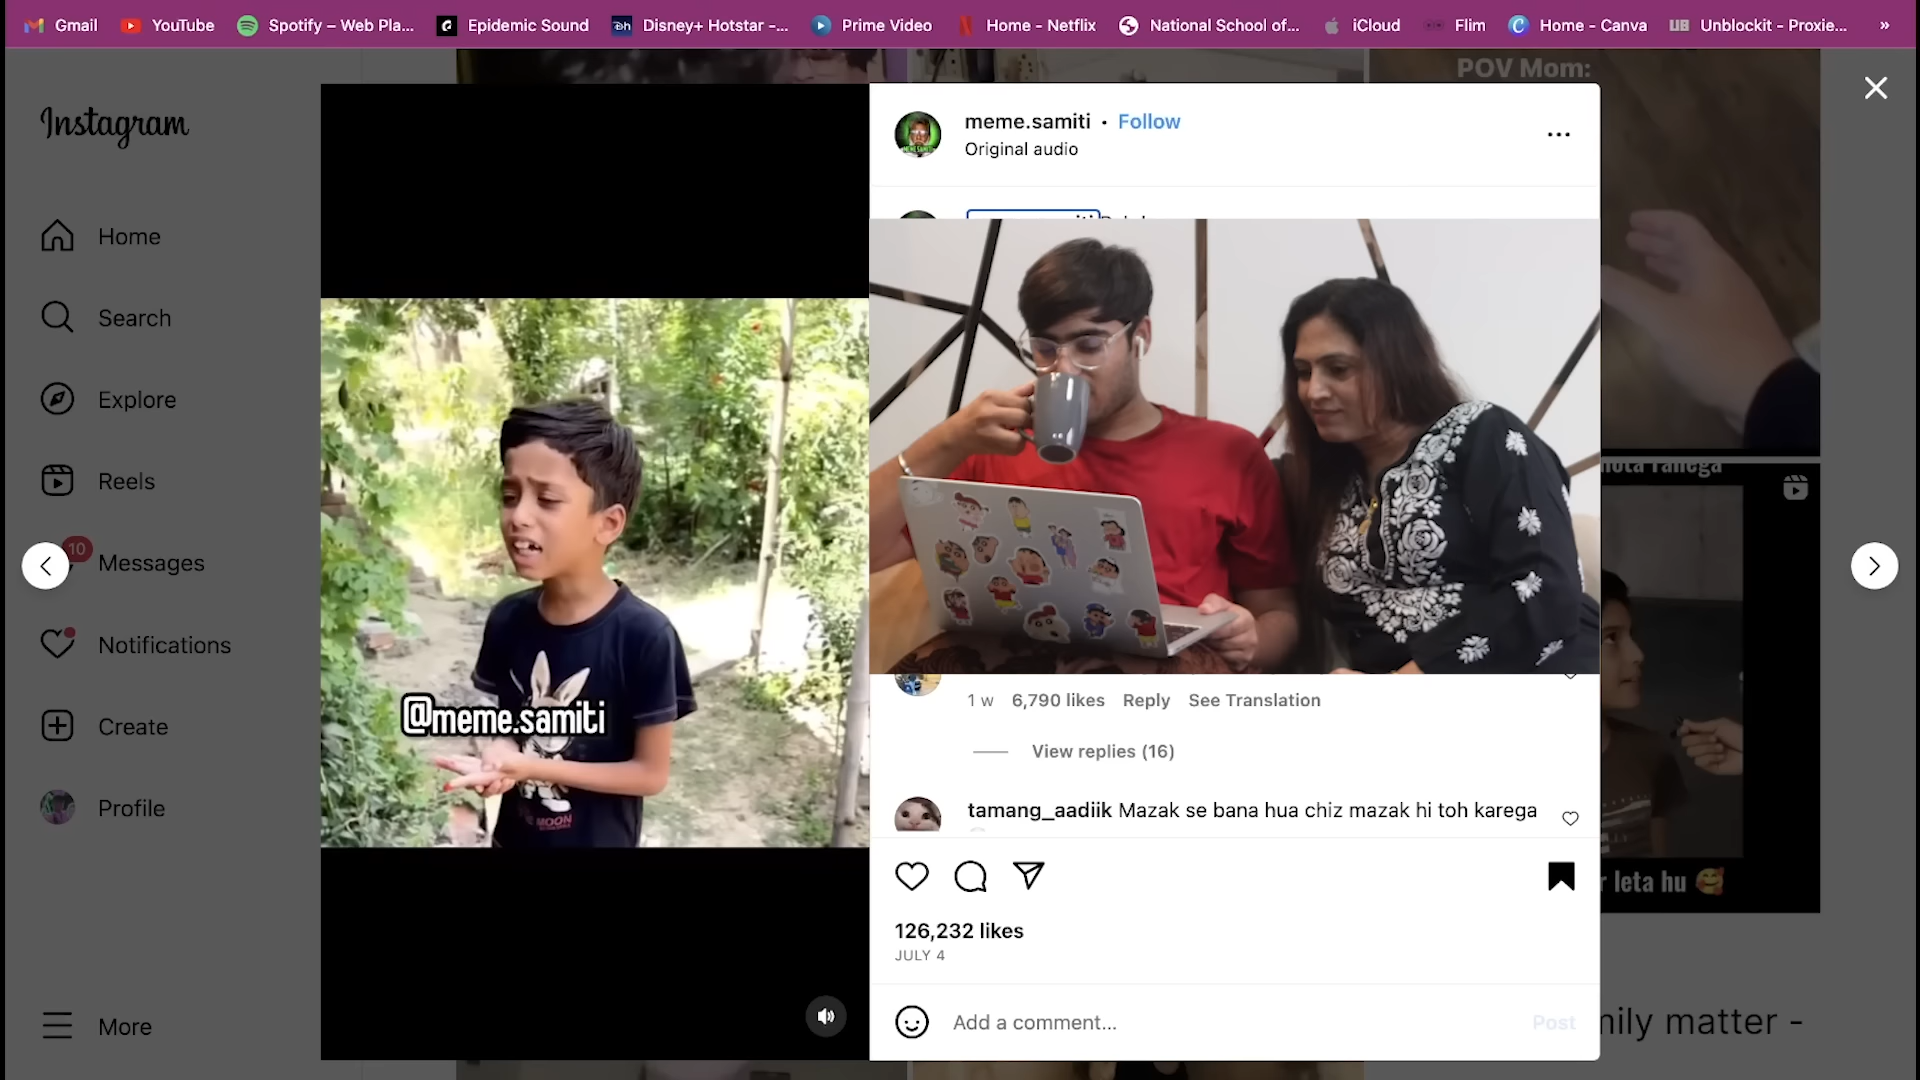 Gmail
YouTube
Spotify – Web Pla...
Epidemic Sound
Disney+ Hotstar -...
Prime Video
Home - Netflix
National School of...
iCloud
Flim
Home - Canva
UB
Unblockit - Proxie...
»
POV Mom:
Instagram
meme.samiti • Follow
Original audio
Home
Search
Explore
Reels
10
Messages
Notifications
Create
Profile
More
@meme.samiti
MOON
1 w 6,790 likes Reply See Translation
View replies (16)
tamang_aadiik Mazak se bana hua chiz mazak hi toh karega
126,232 likes
JULY 4
Add a comment...
Post
leta hu 🥰
matter -